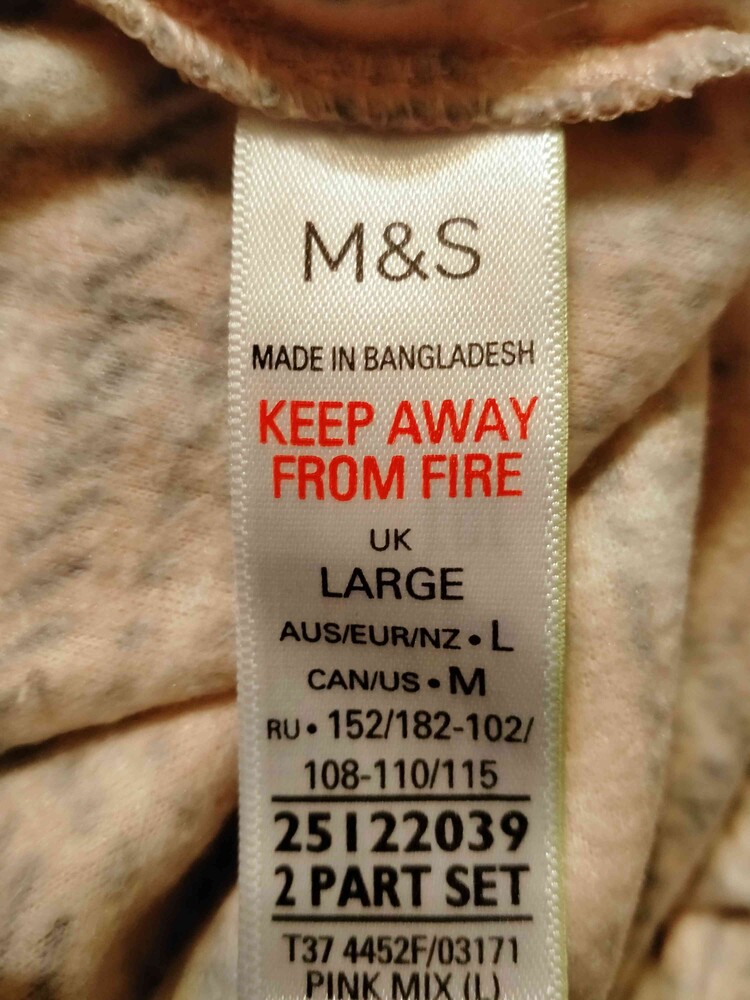 M&S
MADE IN BANGLADESH
KEEP AWAY
FROM FIRE
UK
LARGE
AUS/EUR/NZ • L
CAN/US • M
RU • 152/182-102/
108-110/115
25122039
2 PART SET
T37 4452F/03171
PINK MIX (L)